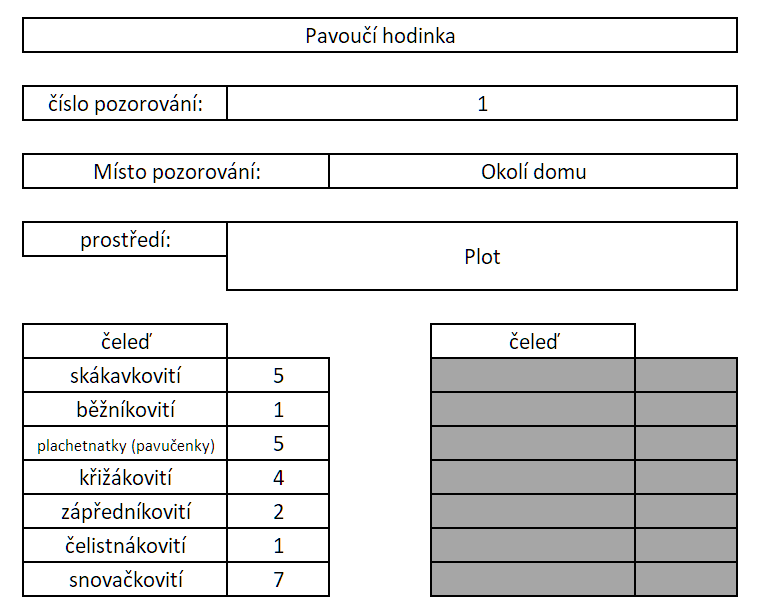 Pavoučí hodinka
číslo pozorování: 1
Místo pozorování: Okolí domu
prostředí: Plot
čeleď čeleď
skákavkovití 5
běžníkovití 1
plachetnatky (pavučenky) 5
křižákovití 4
zápředníkovití 2
čelistnákovití 1
snovačkovití 7